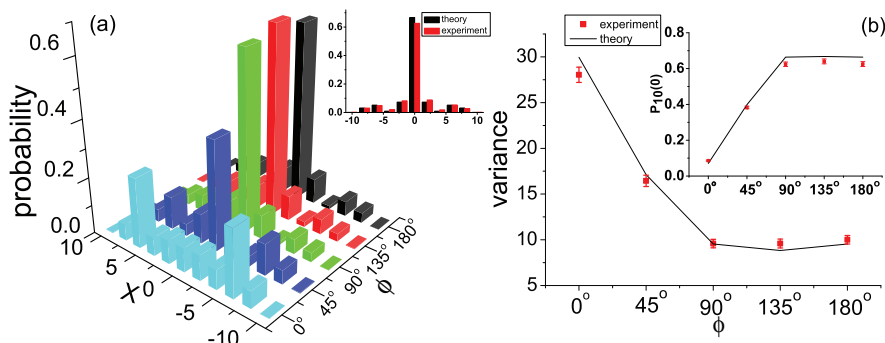 (a)
probability
0.6
0.4
0.2
0.0
10
5
0
-5
-10
X
0°
45°
90°
135°
180°
ϕ
theory
experiment
0.6
0.4
0.2
0.0
-10 -8 -5 0 5 10
(b)
experiment
theory
variance
30
25
20
15
10
5
0° 45° 90° 135° 180°
ϕ
P10(0)
0.8
0.6
0.4
0.2
0.0
0° 45° 90° 135° 180°